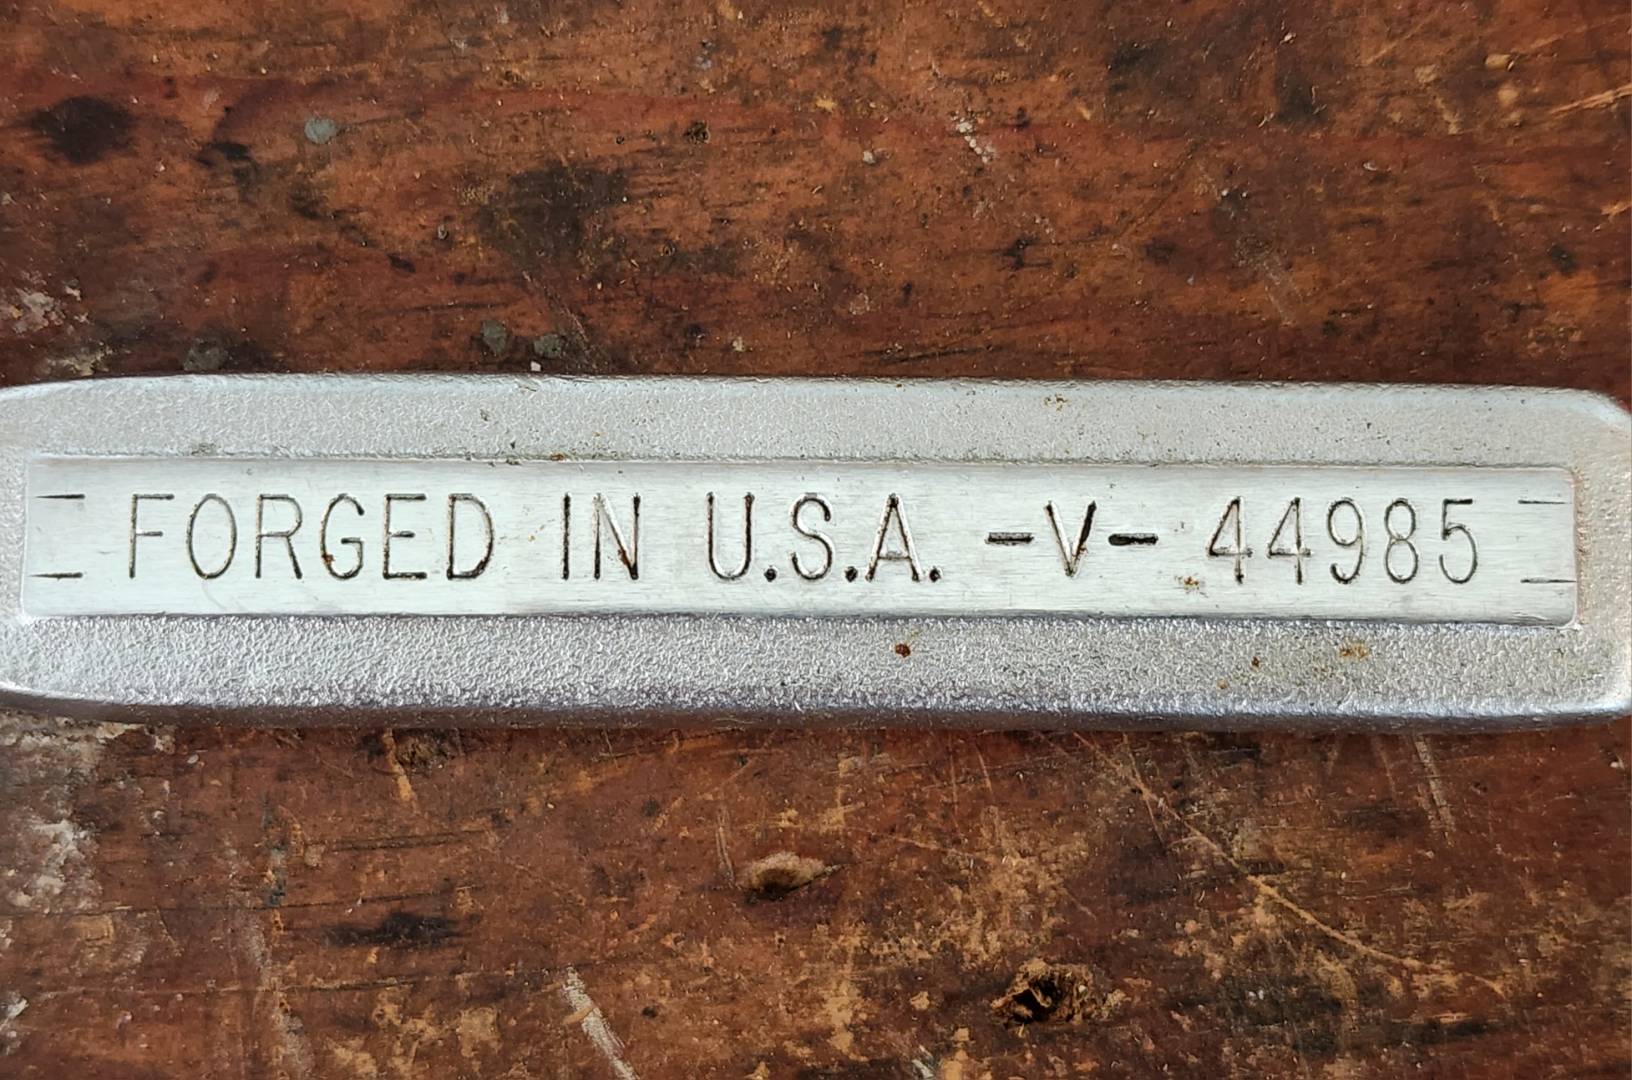 FORGED IN U.S.A. -V- 44985